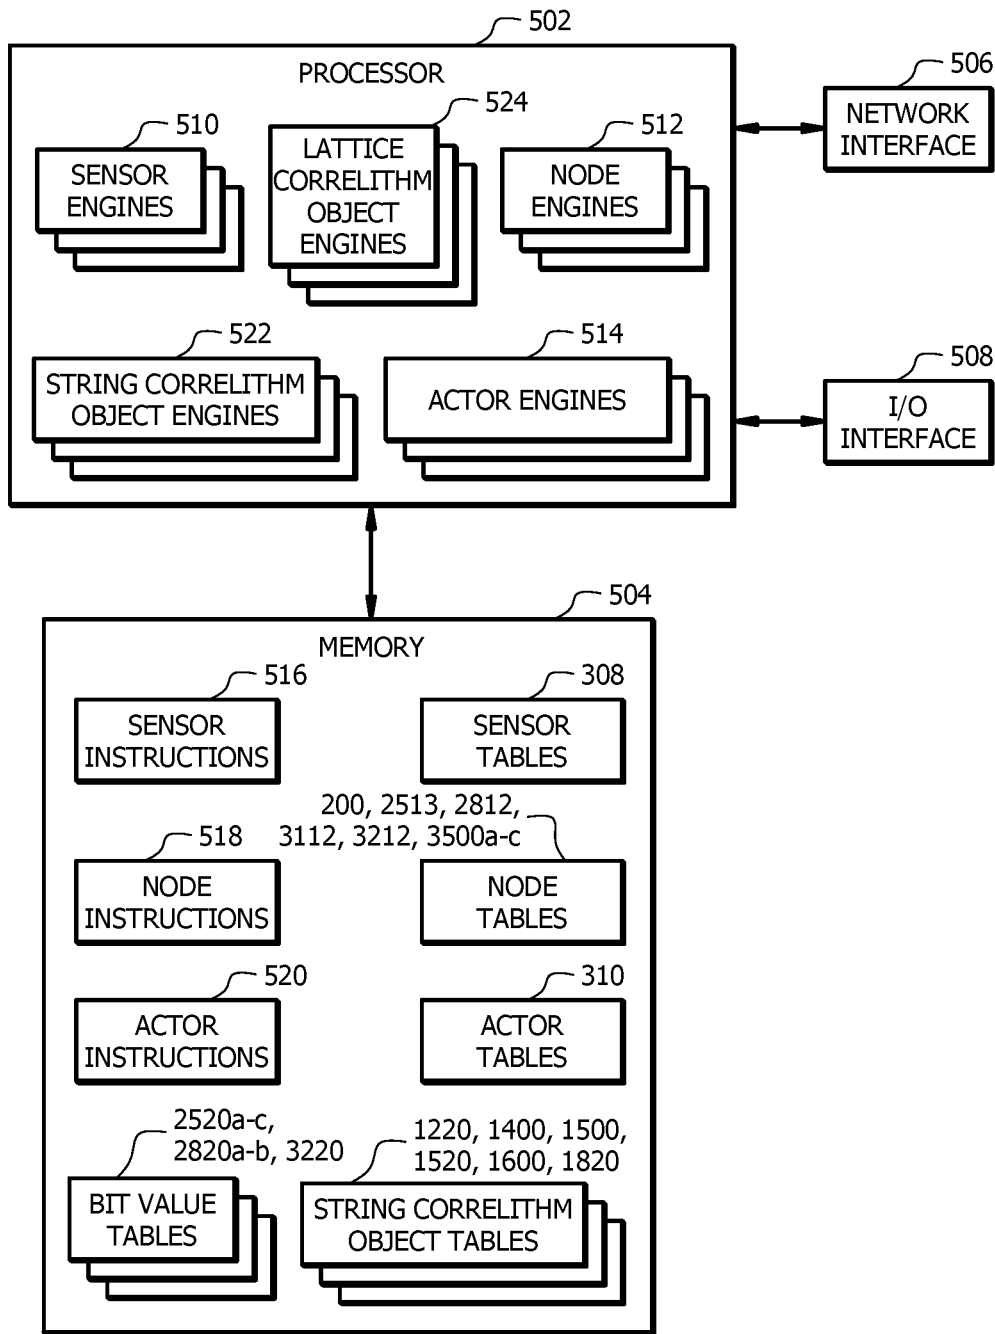 502
PROCESSOR
506
NETWORK
INTERFACE
510
SENSOR
ENGINES
524
LATTICE
CORRELITHM
OBJECT
ENGINES
512
NODE
ENGINES
522
STRING CORRELITHM
OBJECT ENGINES
514
ACTOR ENGINES
508
I/O
INTERFACE
504
MEMORY
516
SENSOR
INSTRUCTIONS
308
SENSOR
TABLES
518
NODE
INSTRUCTIONS
200, 2513, 2812,
3112, 3212, 3500a-c
NODE
TABLES
520
ACTOR
INSTRUCTIONS
310
ACTOR
TABLES
2520a-c,
2820a-b, 3220
BIT VALUE
TABLES
1220, 1400, 1500,
1520, 1600, 1820
STRING CORRELITHM
OBJECT TABLES